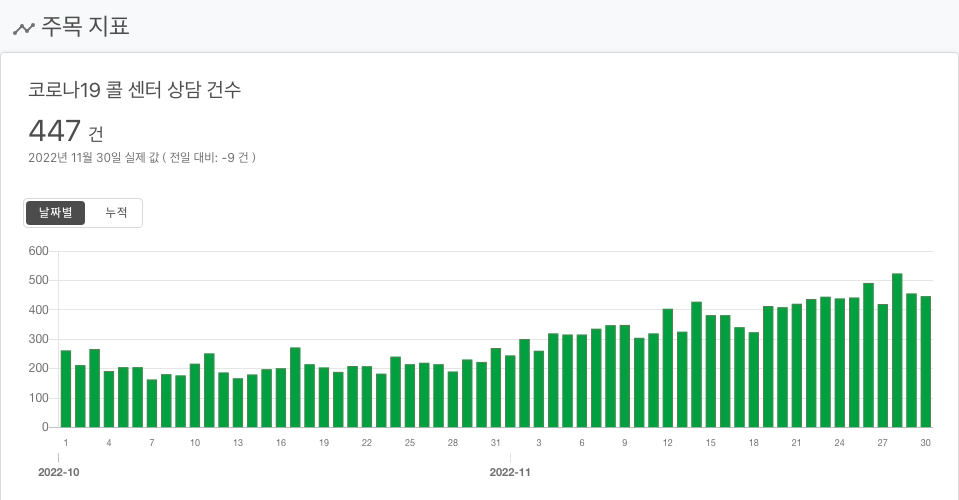 주목 지표
코로나19 콜 센터 상담 건수
447 건
2022년 11월 30일 실제 값 ( 전일 대비: -9 건 )
날짜별 누적
600
500
400
300
200
100
0
1 4 7 10 13 16 19 22 25 28 31 3 6 9 12 15 18 21 24 27 30
2022-10 2022-11